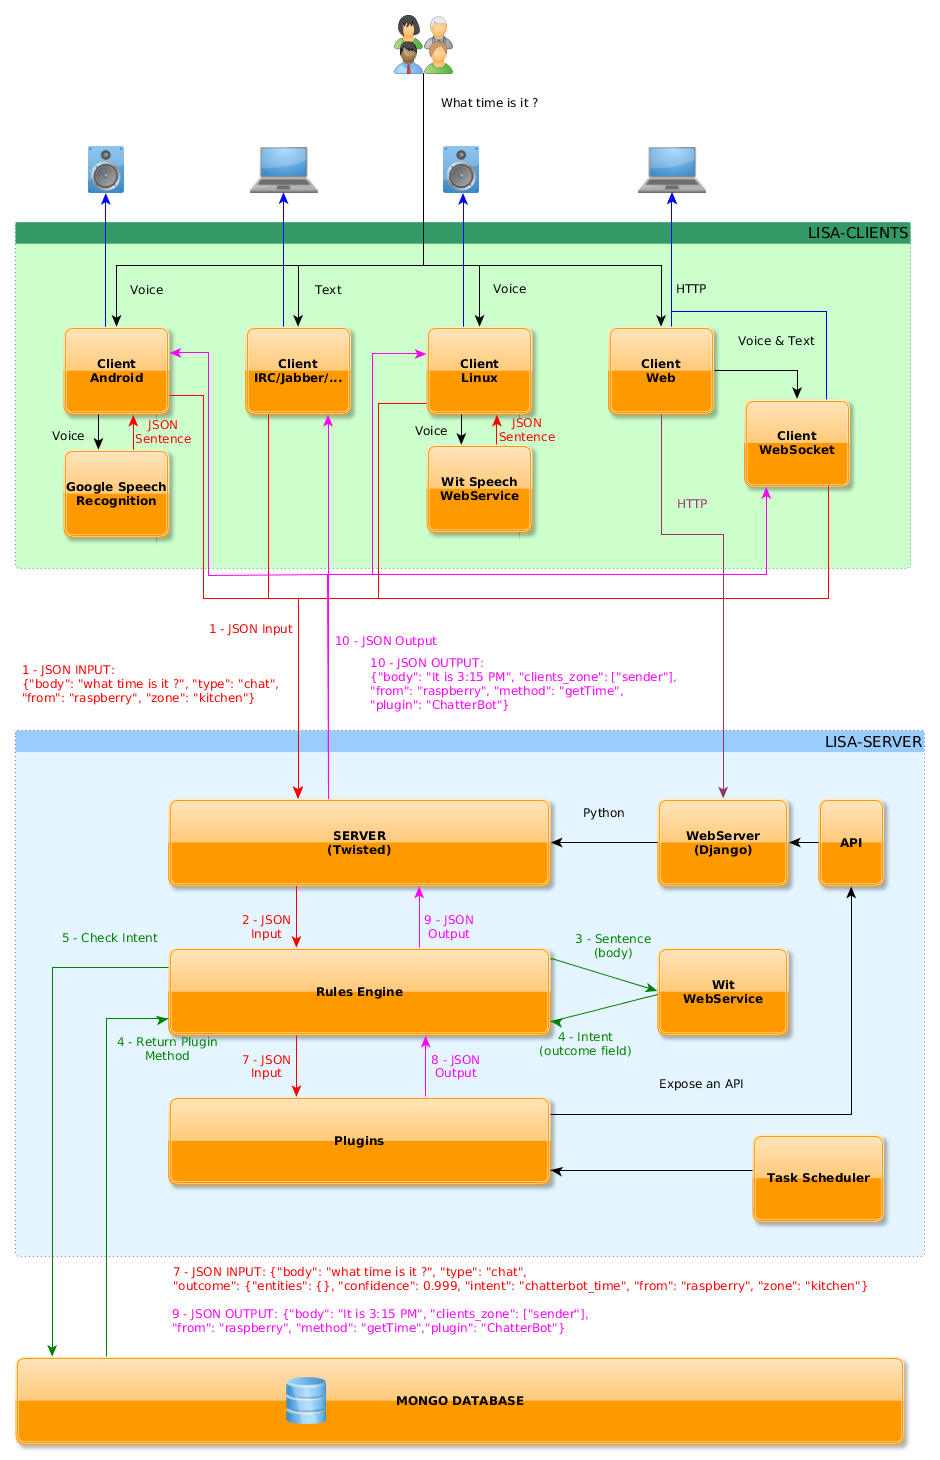 What time is it ?
LISA-CLIENTS
Voice
Text
Voice
HTTP
Voice & Text
Client
Android
Client
IRC/Jabber/...
Client
Linux
Client
Web
Client
WebSocket
Voice
JSON
Sentence
Voice
JSON
Sentence
Google Speech
Recognition
Wit Speech
WebService
HTTP
1 - JSON Input
10 - JSON Output
1 - JSON INPUT:
{"body": "what time is it ?", "type": "chat",
"from": "raspberry", "zone": "kitchen"}
10 - JSON OUTPUT:
{"body": "It is 3:15 PM", "clients_zone": ["sender"],
"from": "raspberry", "method": "getTime",
"plugin": "ChatterBot"}
LISA-SERVER
SERVER
(Twisted)
Python
WebServer
(Django)
API
2 - JSON
Input
9 - JSON
Output
5 - Check Intent
3 - Sentence
(body)
Rules Engine
Wit
WebService
4 - Return Plugin
Method
4 - Intent
(outcome field)
7 - JSON
Input
8 - JSON
Output
Expose an API
Plugins
Task Scheduler
7 - JSON INPUT: {"body": "what time is it ?", "type": "chat",
"outcome": {"entities": {}, "confidence": 0.999, "intent": "chatterbot_time", "from": "raspberry", "zone": "kitchen"}
9 - JSON OUTPUT: {"body": "It is 3:15 PM", "clients_zone": ["sender"],
"from": "raspberry", "method": "getTime","plugin": "ChatterBot"}
MONGO DATABASE